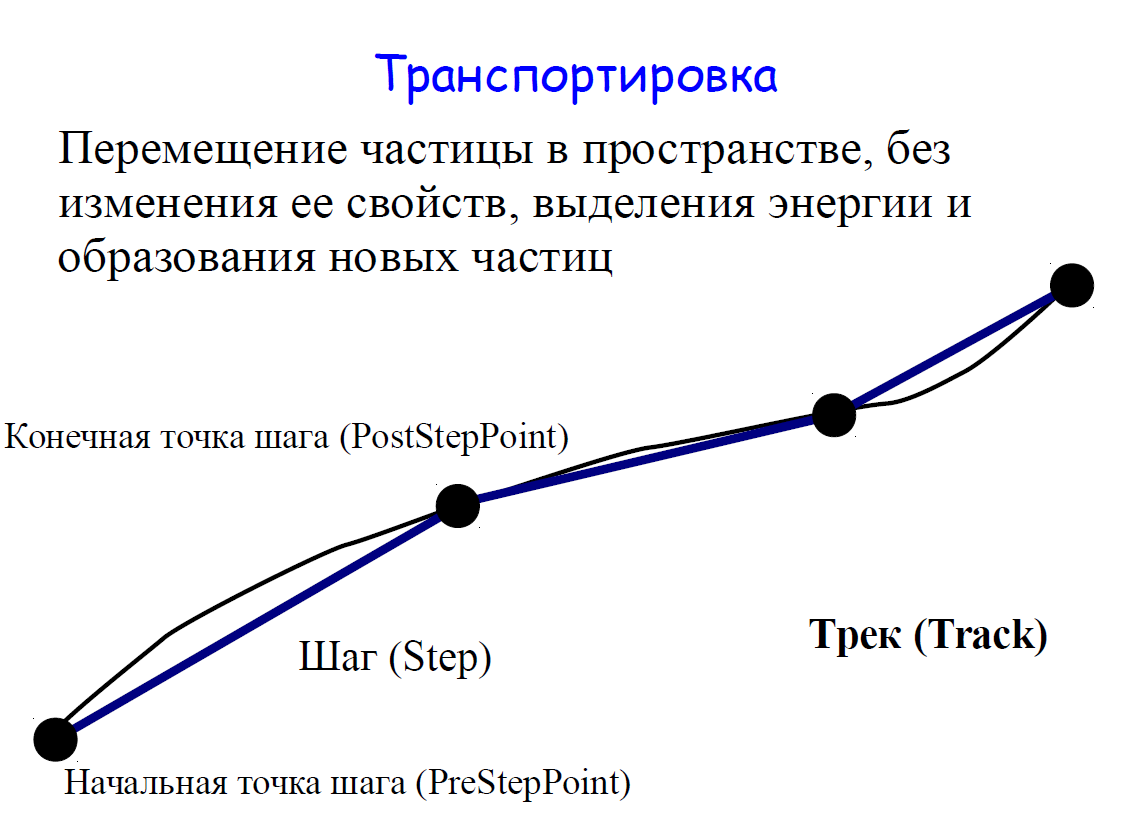 Транспортировка
Перемещение частицы в пространстве, без
изменения ее свойств, выделения энергии и
образования новых частиц
Конечная точка шага (PostStepPoint)
Шаг (Step)
Трек (Track)
Начальная точка шага (PreStepPoint)